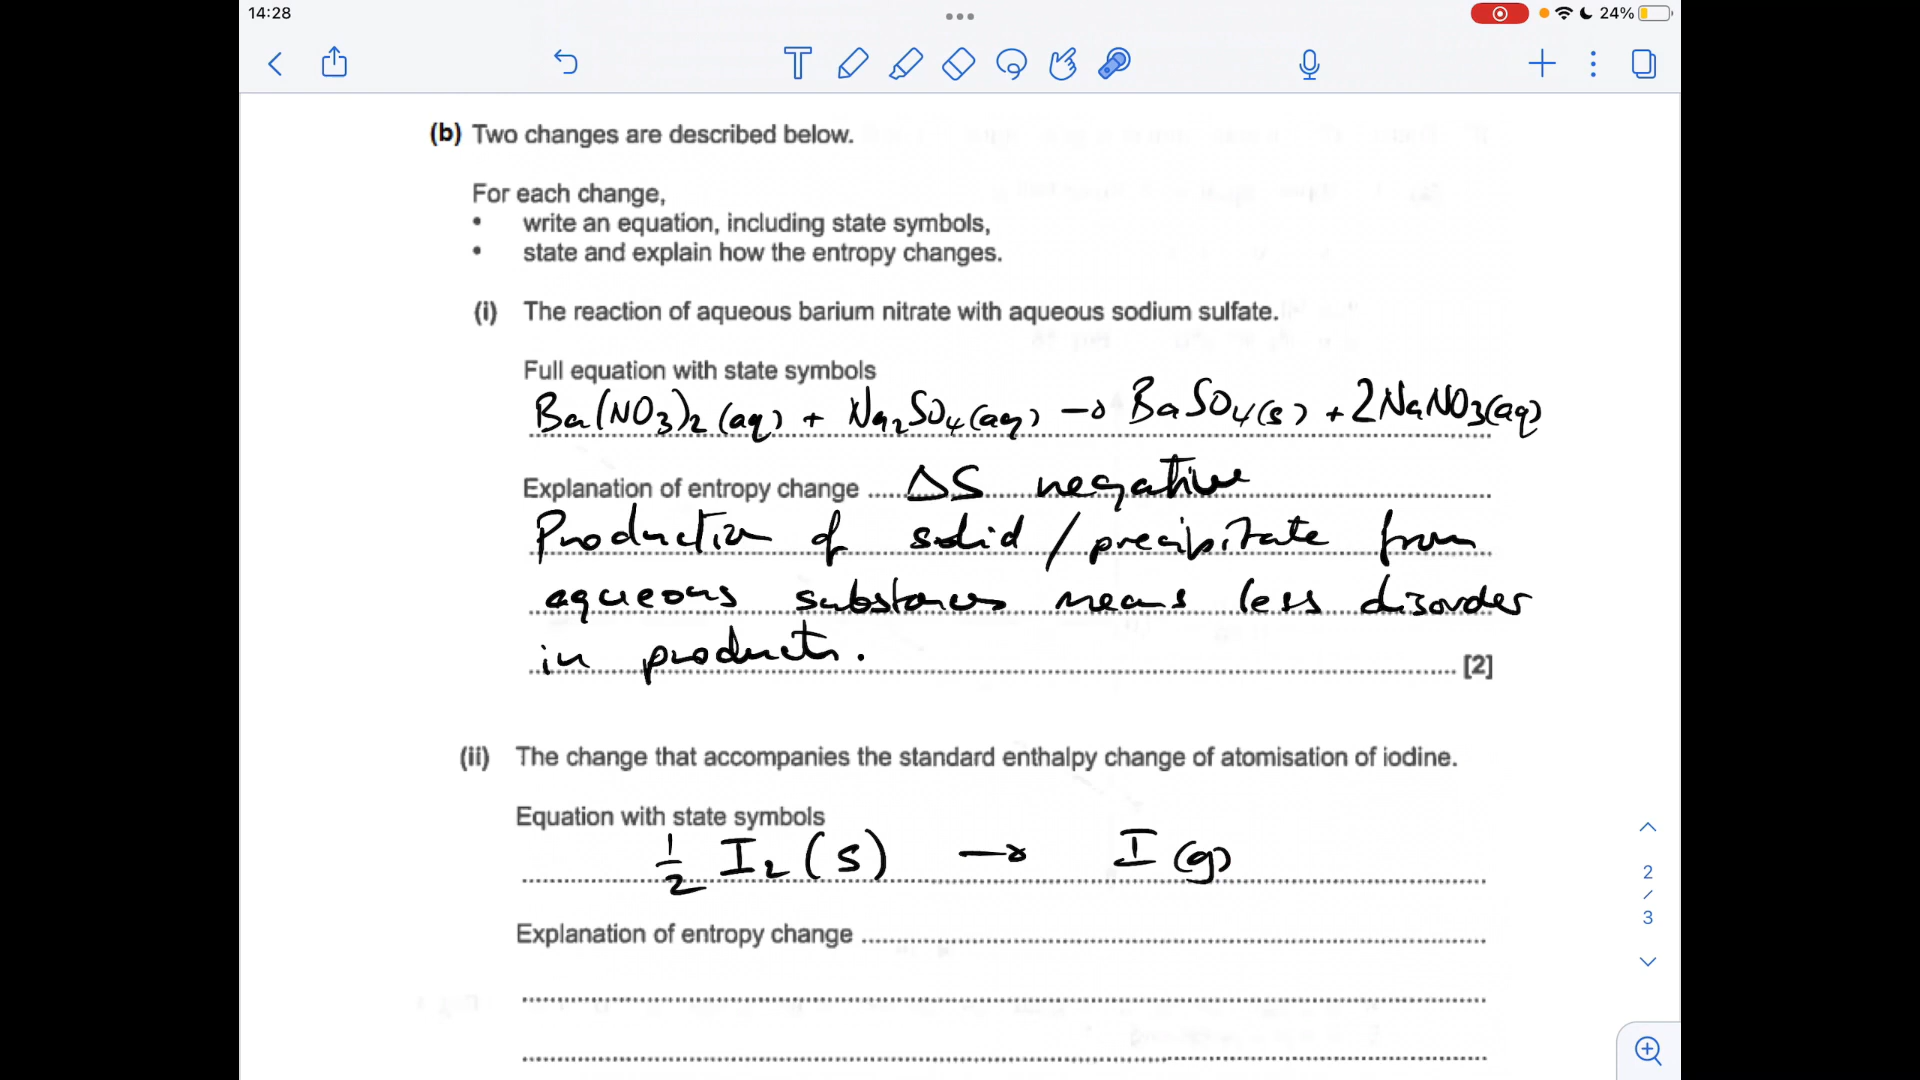 14:28
24%
(b) Two changes are described below.
For each change,
• write an equation, including state symbols,
• state and explain how the entropy changes.
(i) The reaction of aqueous barium nitrate with aqueous sodium sulfate.
Full equation with state symbols
Ba(NO3)2 (aq) + Na2SO4(aq) → BaSO4(s) + 2NaNO3(aq)
Explanation of entropy change ΔS negative
Production of solid / precipitate from
aqueous substances means less disorder
in products.
[2]
(ii) The change that accompanies the standard enthalpy change of atomisation of iodine.
Equation with state symbols
1/2 I2 (s) → I (g)
Explanation of entropy change
2
/
3